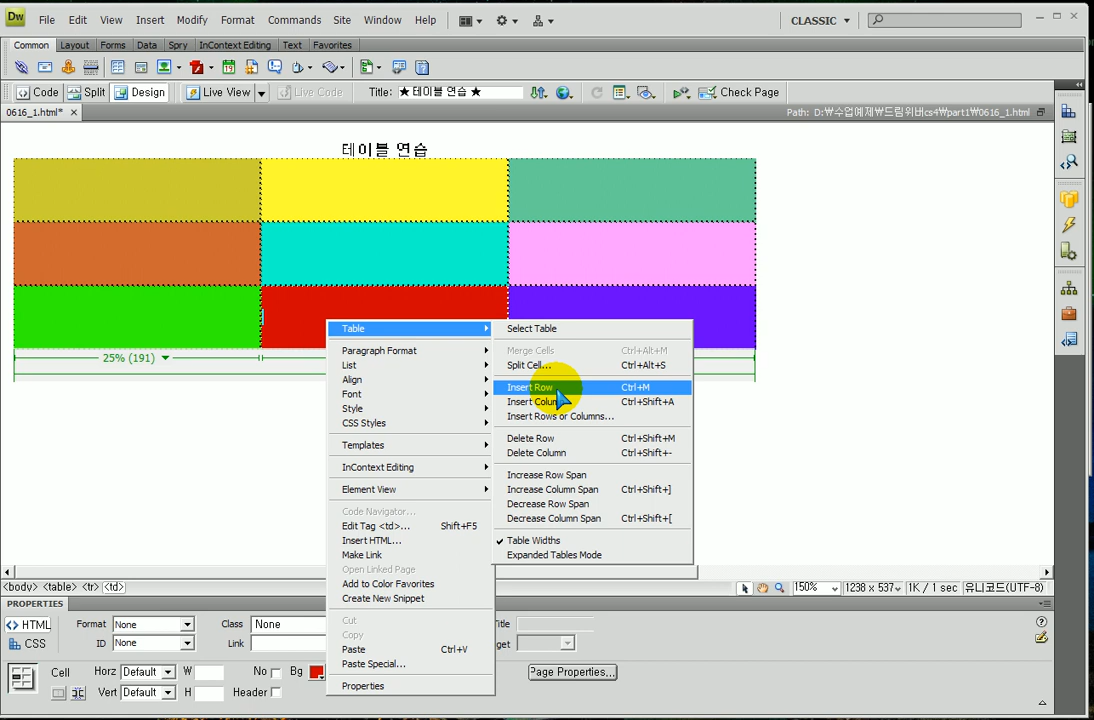 Dw File Edit View Insert Modify Format Commands Site Window Help CLASSIC
Common Layout Forms Data Spry InContext Editing Text Favorites
Code Split Design Live View Live Code Title: ★ 테이블 연습 ★ Check Page
0616_1.html* Path: D:₩수업예제₩드림위버cs4₩part1₩0616_1.html
테이블 연습
25% (191)
Table
Paragraph Format
List
Align
Font
Style
CSS Styles
Templates
InContext Editing
Element View
Code Navigator...
Edit Tag <td>... Shift+F5
Insert HTML...
Make Link
Open Linked Page
Add to Color Favorites
Create New Snippet
Cut
Copy
Paste Ctrl+V
Paste Special...
Properties
Select Table
Merge Cells Ctrl+Alt+M
Split Cell... Ctrl+Alt+S
Insert Row Ctrl+M
Insert Column Ctrl+Shift+A
Insert Rows or Columns...
Delete Row Ctrl+Shift+M
Delete Column Ctrl+Shift+-
Increase Row Span
Increase Column Span Ctrl+Shift+]
Decrease Row Span
Decrease Column Span Ctrl+Shift+[
Table Widths
Expanded Tables Mode
<body> <table> <tr> <td> 150% 1238 x 537 1K / 1 sec 유니코드(UTF-8)
PROPERTIES
<> HTML Format None Class None Title
CSS ID None Link
Cell Horz Default W No Bg Page Properties...
Vert Default H Header